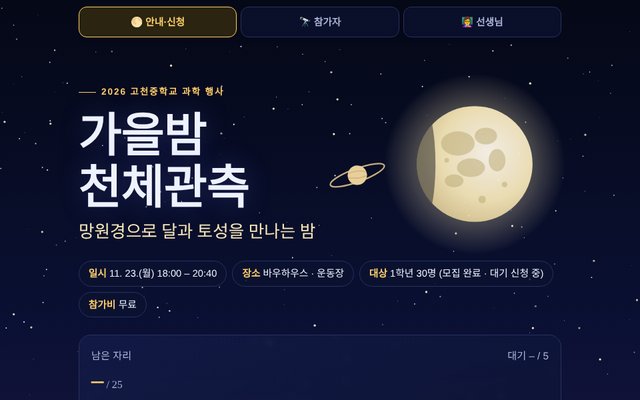 🌕 안내·신청
🔭 참가자
👩‍🏫 선생님
2026 고천중학교 과학 행사
가을밤
천체관측
망원경으로 달과 토성을 만나는 밤
일시 11. 23.(월) 18:00 – 20:40
장소 바우하우스 · 운동장
대상 1학년 30명 (모집 완료 · 대기 신청 중)
참가비 무료
남은 자리
대기 – / 5
– / 25